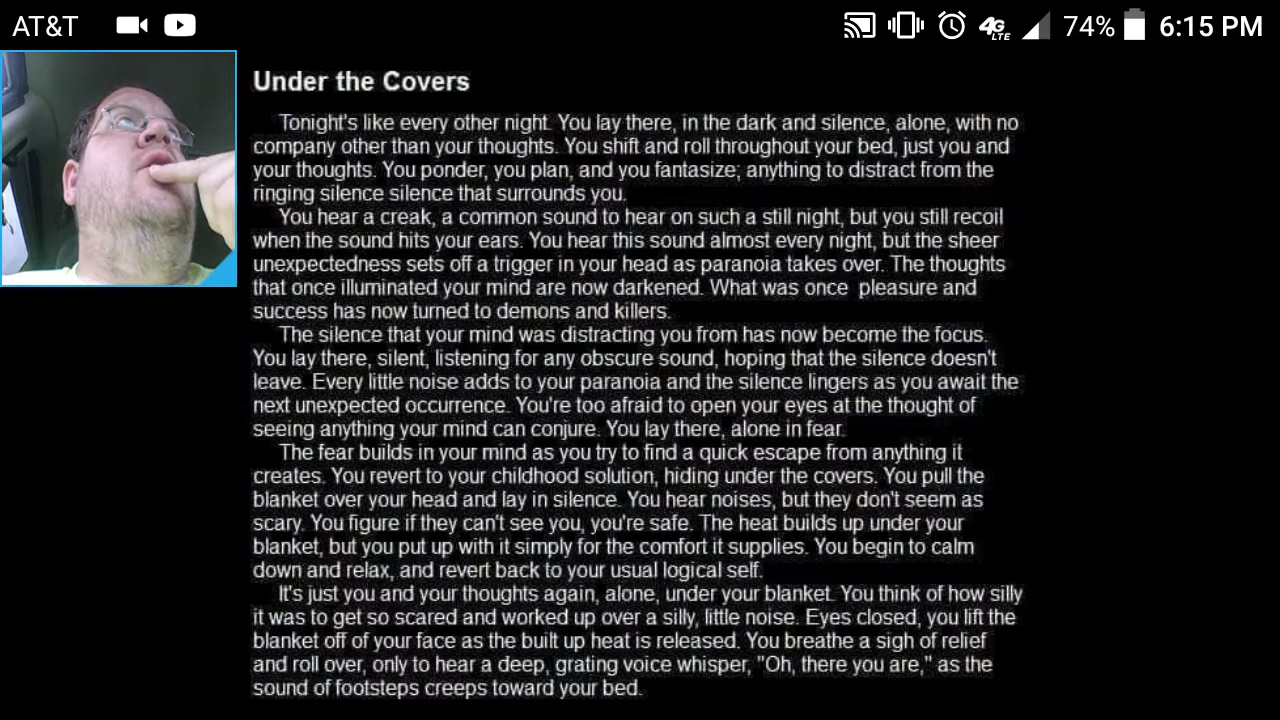 AT&T 4G LTE 74% 6:15 PM
Under the Covers
Tonight's like every other night. You lay there, in the dark and silence, alone, with no
company other than your thoughts. You shift and roll throughout your bed, just you and
your thoughts. You ponder, you plan, and you fantasize; anything to distract from the
ringing silence silence that surrounds you.
You hear a creak, a common sound to hear on such a still night, but you still recoil
when the sound hits your ears. You hear this sound almost every night, but the sheer
unexpectedness sets off a trigger in your head as paranoia takes over. The thoughts
that once illuminated your mind are now darkened. What was once pleasure and
success has now turned to demons and killers.
The silence that your mind was distracting you from has now become the focus.
You lay there, silent, listening for any obscure sound, hoping that the silence doesn't
leave. Every little noise adds to your paranoia and the silence lingers as you await the
next unexpected occurrence. You're too afraid to open your eyes at the thought of
seeing anything your mind can conjure. You lay there, alone in fear.
The fear builds in your mind as you try to find a quick escape from anything it
creates. You revert to your childhood solution, hiding under the covers. You pull the
blanket over your head and lay in silence. You hear noises, but they don't seem as
scary. You figure if they can't see you, you're safe. The heat builds up under your
blanket, but you put up with it simply for the comfort it supplies. You begin to calm
down and relax, and revert back to your usual logical self.
It's just you and your thoughts again, alone, under your blanket. You think of how silly
it was to get so scared and worked up over a silly, little noise. Eyes closed, you lift the
blanket off of your face as the built up heat is released. You breathe a sigh of relief
and roll over, only to hear a deep, grating voice whisper, "Oh, there you are," as the
sound of footsteps creeps toward your bed.